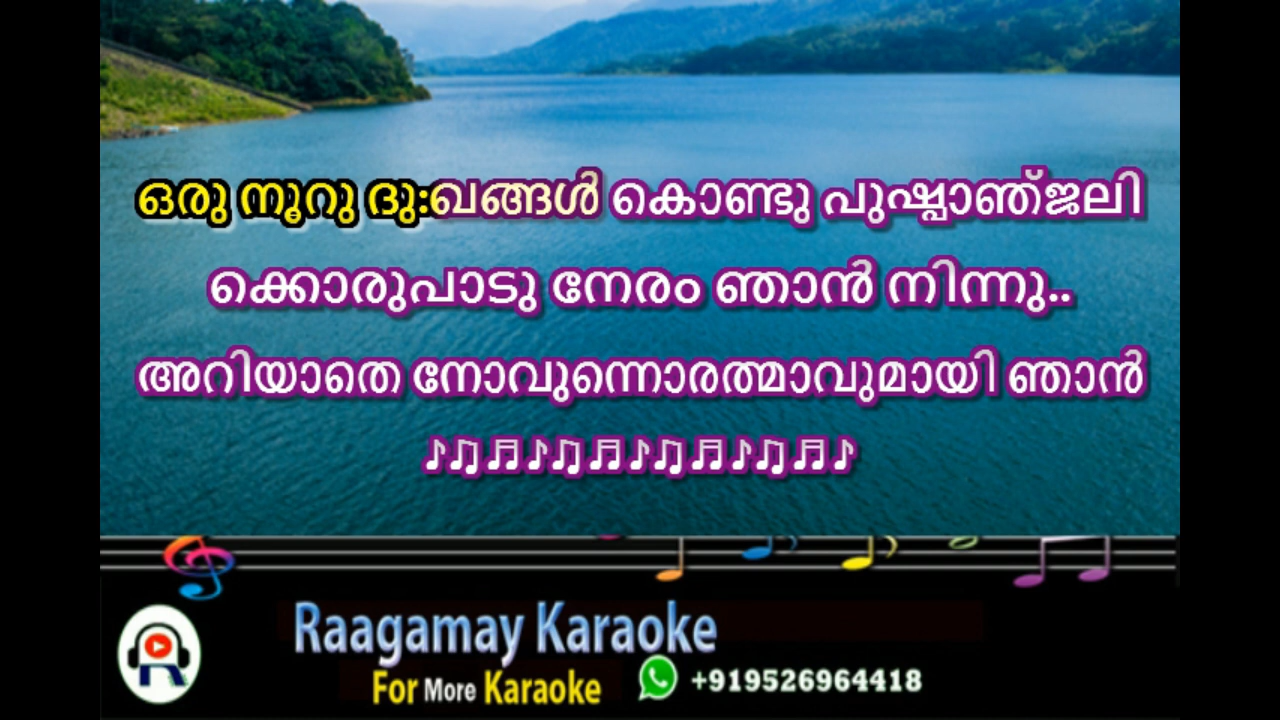 ഒരു നൂറു ദു:ഖങ്ങൾ കൊണ്ടു പുഷ്പാഞ്ജലി
ക്കൊരുപാടു നേരം ഞാൻ നിന്നു..
അറിയാതെ നോവുന്നൊരത്മാവുമായി ഞാൻ
♪♫♬♪♫♬♪♫♬♪♫♬♪
Raagamay Karaoke
For More Karaoke
+919526964418